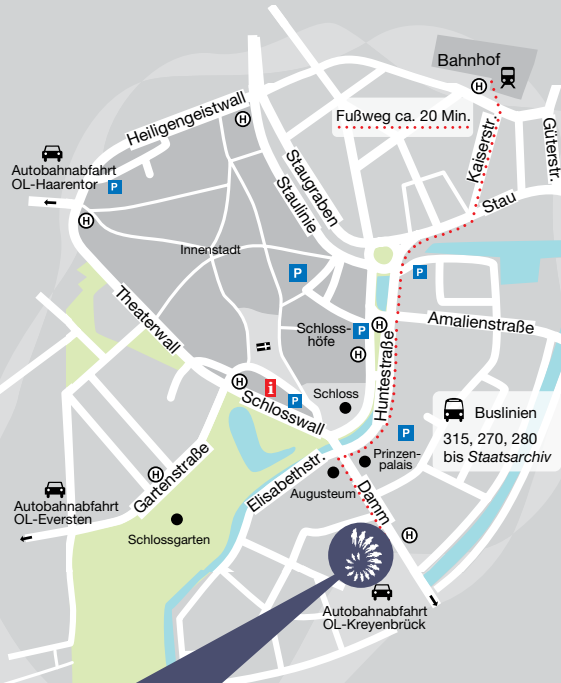 Bahnhof
H
Fußweg ca. 20 Min.
Heiligengeistwall
H
Kaiserstr.
Güterstr.
Autobahnabfahrt
OL-Haarentor
P
Staugraben
Staulinie
Stau
H
Innenstadt
P
P
Theaterwall
Schloss-
höfe
P
H
H
Amalienstraße
Huntestraße
H
i
P
Schloss
Schlosswall
Buslinien
315, 270, 280
bis Staatsarchiv
P
Prinzen-
palais
Augusteum
Elisabethstr.
Damm
H
Gartenstraße
Autobahnabfahrt
OL-Eversten
Schlossgarten
H
Autobahnabfahrt
OL-Kreyenbrück